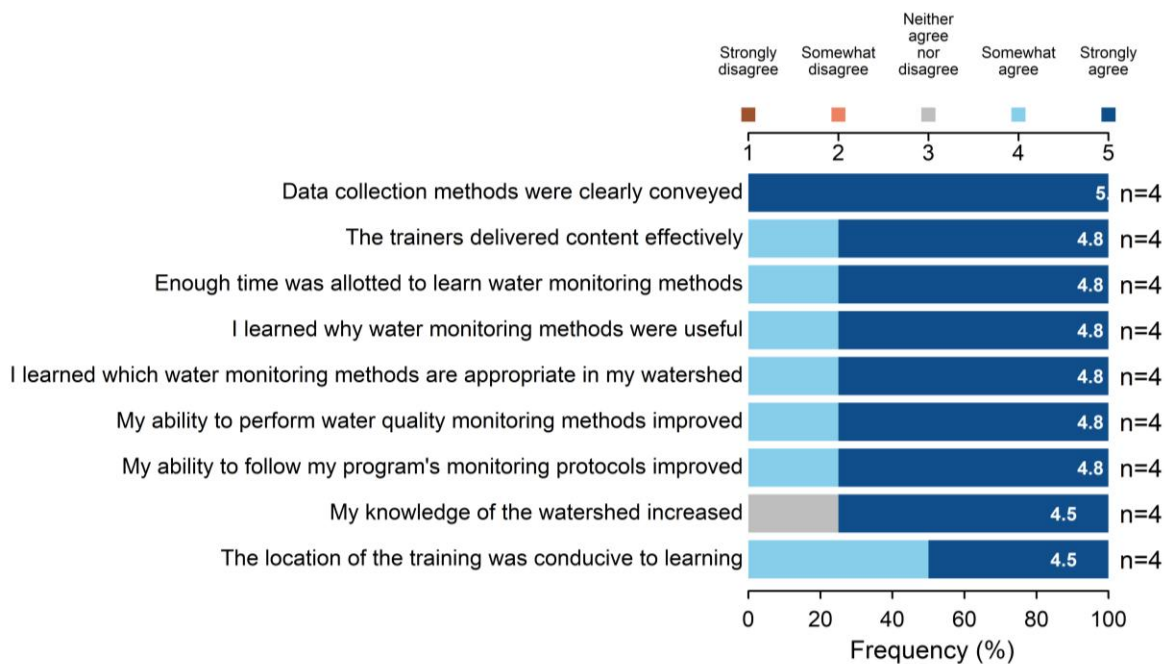 Strongly disagree
Somewhat disagree
Neither agree nor disagree
Somewhat agree
Strongly agree
1 2 3 4 5
Data collection methods were clearly conveyed 5. n=4
The trainers delivered content effectively 4.8 n=4
Enough time was allotted to learn water monitoring methods 4.8 n=4
I learned why water monitoring methods were useful 4.8 n=4
I learned which water monitoring methods are appropriate in my watershed 4.8 n=4
My ability to perform water quality monitoring methods improved 4.8 n=4
My ability to follow my program's monitoring protocols improved 4.8 n=4
My knowledge of the watershed increased 4.5 n=4
The location of the training was conducive to learning 4.5 n=4
0 20 40 60 80 100
Frequency (%)